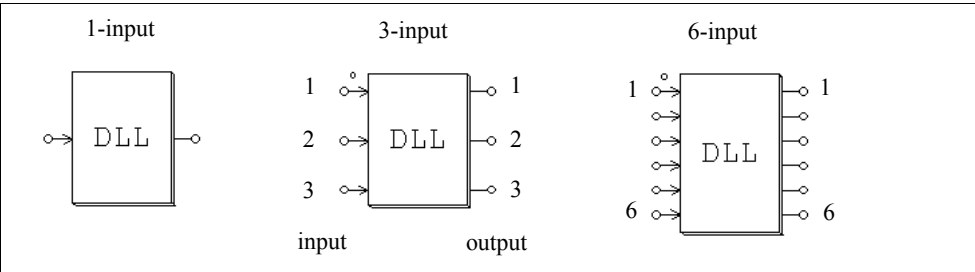 1-input 3-input 6-input
1 1 1 1
DLL 2 DLL 2 DLL
3 3
6 6
input output